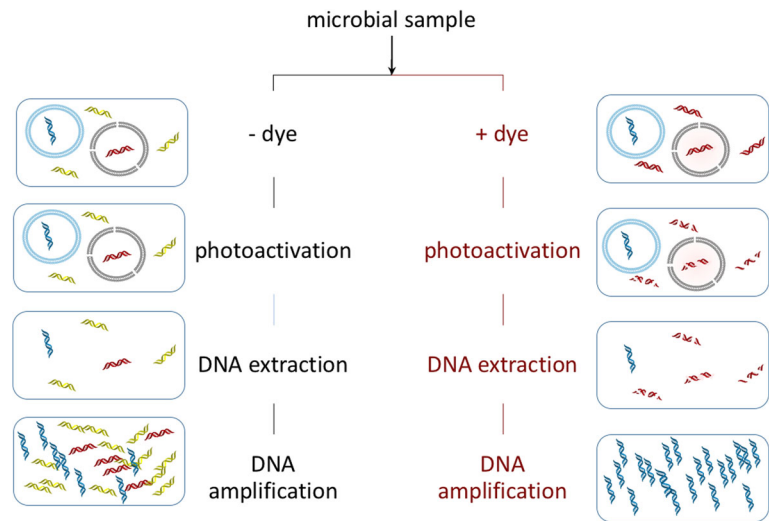 microbial sample
- dye
+ dye
photoactivation
photoactivation
DNA extraction
DNA extraction
DNA
amplification
DNA
amplification